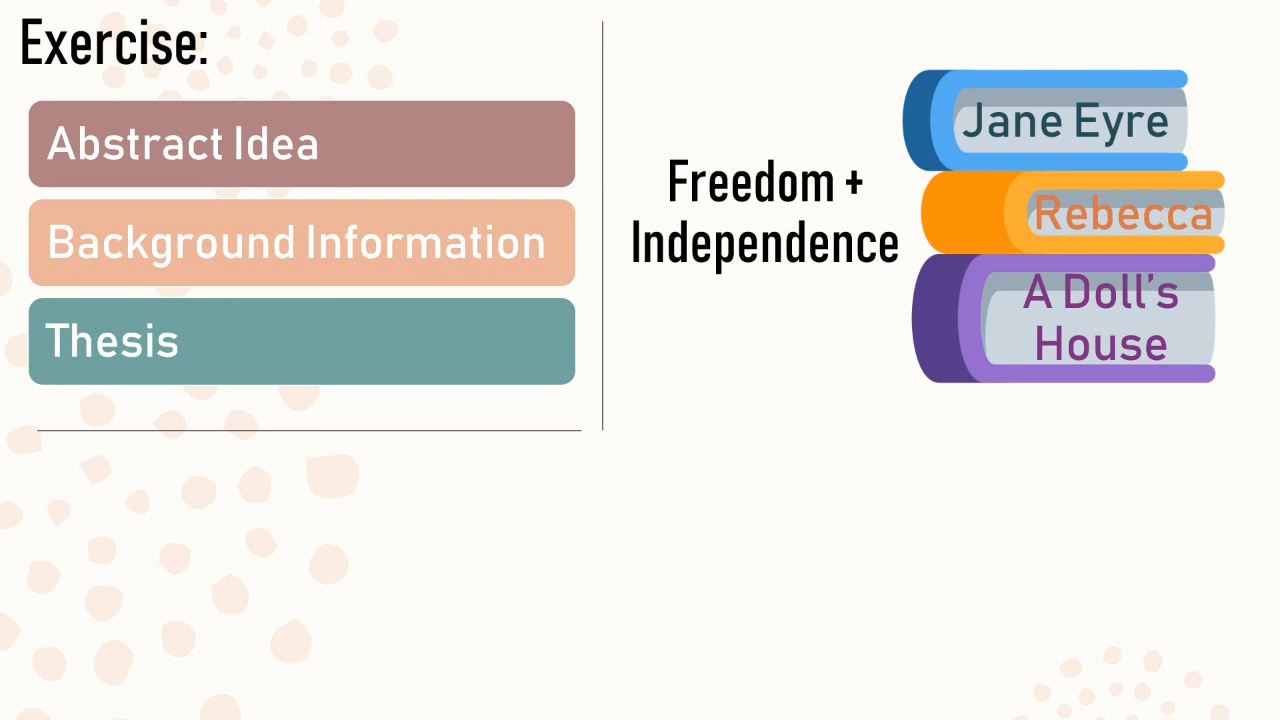 Exercise:
Abstract Idea
Background Information
Thesis
Freedom +
Independence
Jane Eyre
Rebecca
A Doll's
House